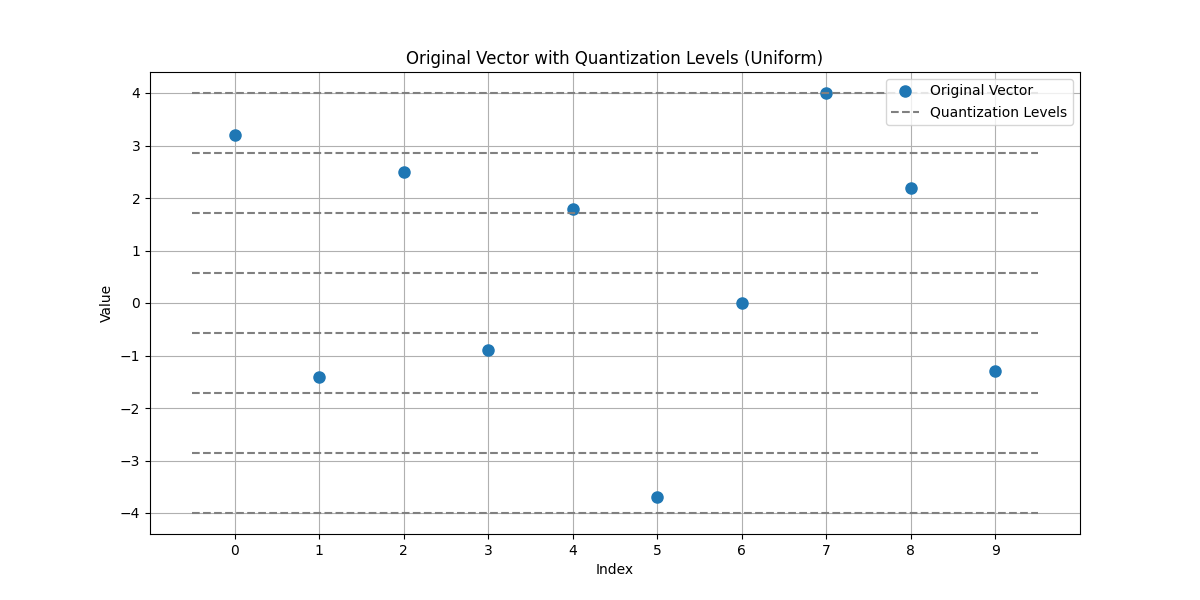 Original Vector with Quantization Levels (Uniform)
Original Vector
Quantization Levels
Value
4
3
2
1
0
−1
−2
−3
−4
0 1 2 3 4 5 6 7 8 9
Index